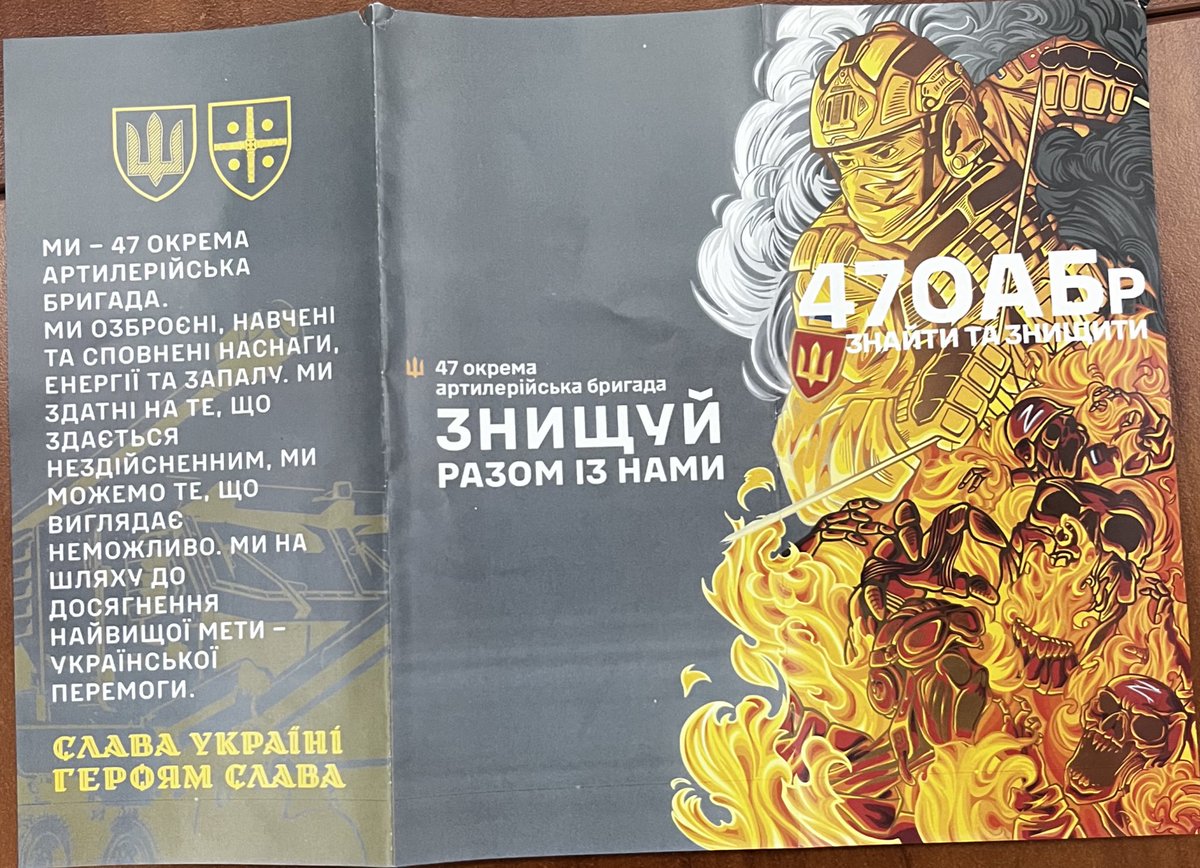 МИ – 47 ОКРЕМА
АРТИЛЕРІЙСЬКА
БРИГАДА.
МИ ОЗБРОЄНІ, НАВЧЕНІ
ТА СПОВНЕНІ НАСНАГИ,
ЕНЕРГІЇ ТА ЗАПАЛУ. МИ
ЗДАТНІ НА ТЕ, ЩО
ЗДАЄТЬСЯ
НЕЗДІЙСНЕННИМ, МИ
МОЖЕМО ТЕ, ЩО
ВИГЛЯДАЄ
НЕМОЖЛИВО. МИ НА
ШЛЯХУ ДО
ДОСЯГНЕННЯ
НАЙВИЩОЇ МЕТИ –
УКРАЇНСЬКОЇ
ПЕРЕМОГИ.
СЛАВА УКРАЇНІ
ГЕРОЯМ СЛАВА
47 окрема
артилерійська бригада
ЗНИЩУЙ
РАЗОМ ІЗ НАМИ
47ОАБр
ЗНАЙТИ ТА ЗНИЩИТИ
N
N